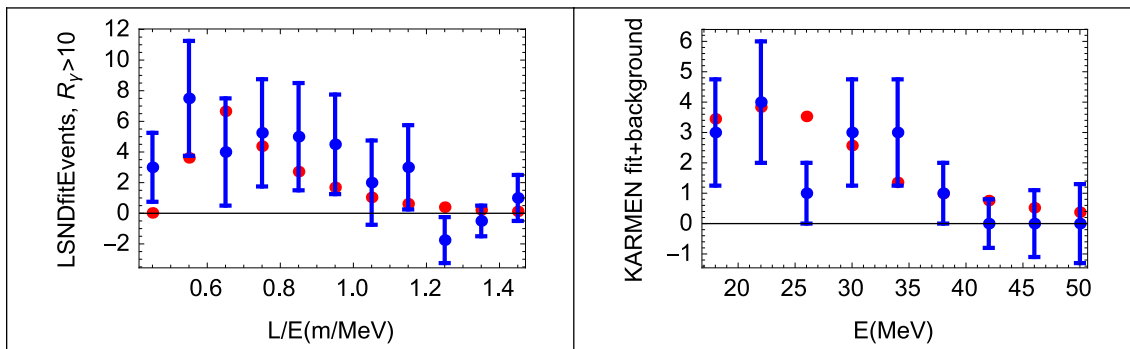 LSNDfitEvents, Rγ>10
12
10
8
6
4
2
0
−2
0.6 0.8 1.0 1.2 1.4
L/E(m/MeV)
KARMEN fit+background
6
5
4
3
2
1
0
−1
20 25 30 35 40 45 50
E(MeV)